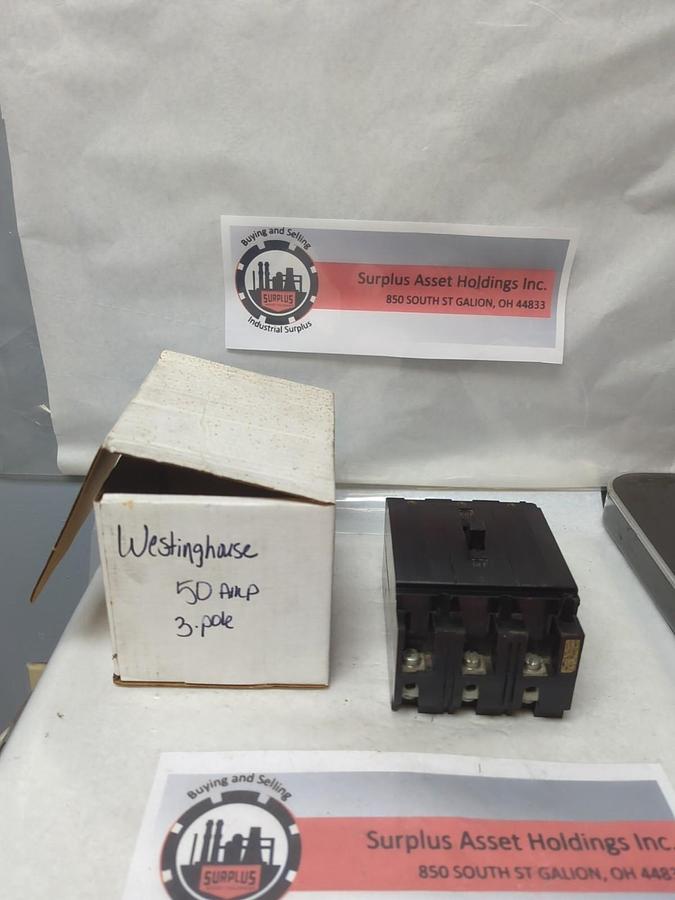 Buying and Selling
SURPLUS
Industrial Surplus
Surplus Asset Holdings Inc.
850 SOUTH ST GALION, OH 44833
Westinghouse
50 Amp
3-pole
Buying and Selling
SURPLUS
Surplus Asset Holdings Inc.
850 SOUTH ST GALION, OH 4483